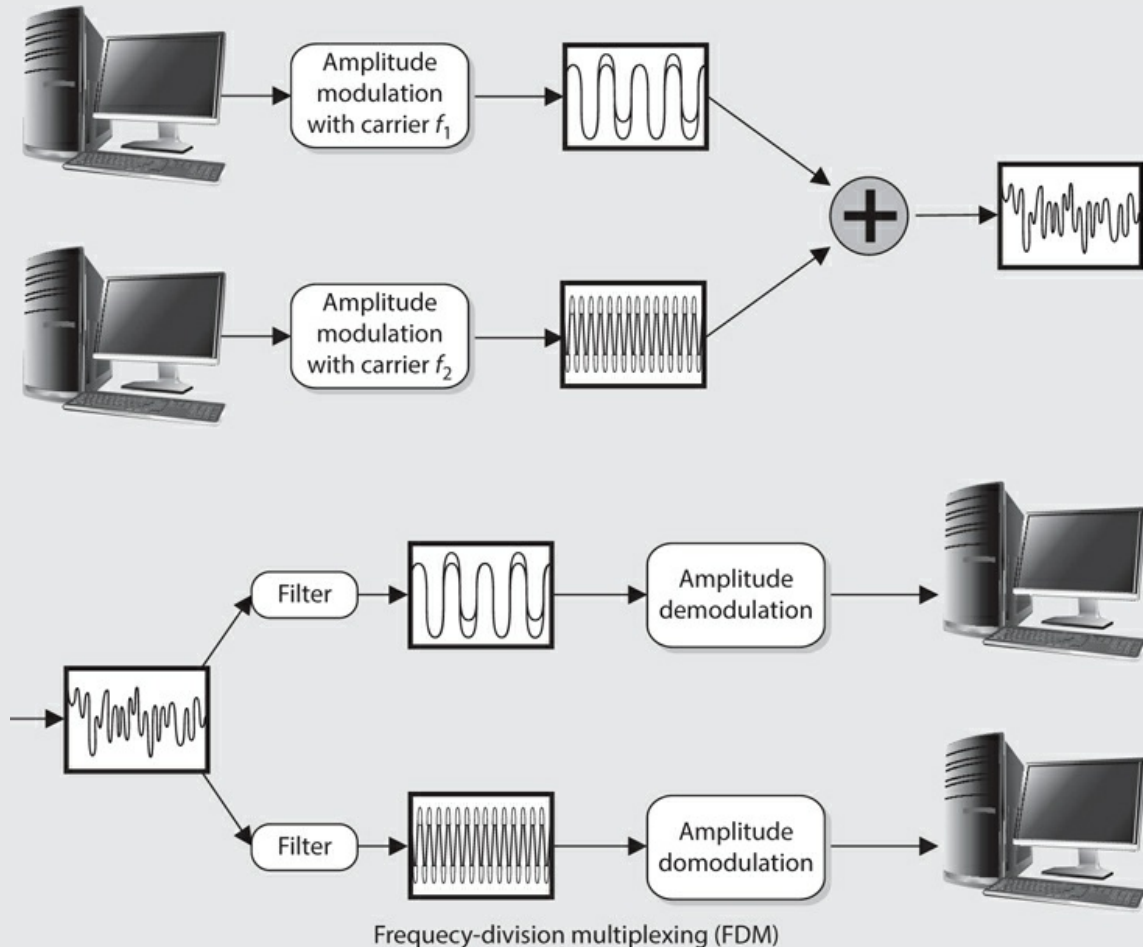 Amplitude
modulation
with carrier f1
Amplitude
modulation
with carrier f2
Filter
Amplitude
demodulation
Filter
Amplitude
domodulation
Frequecy-division multiplexing (FDM)